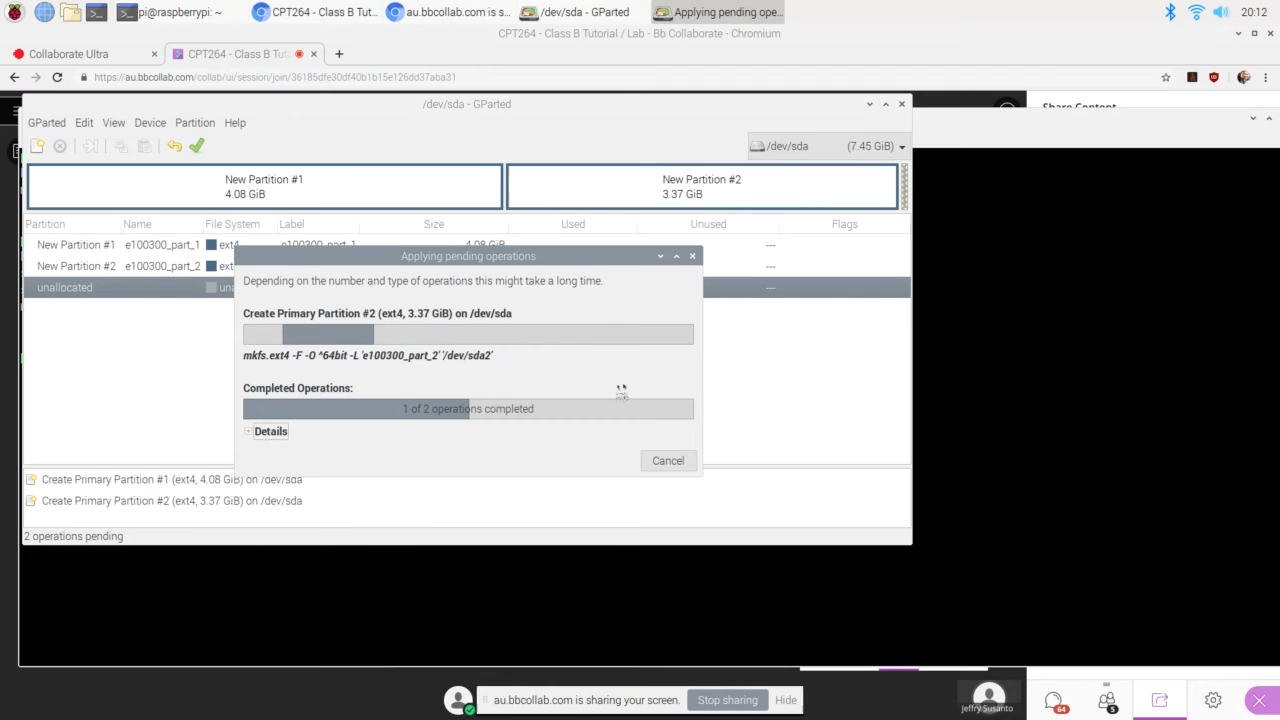 pi@raspberrypi: ~
CPT264 - Class B Tut...
au.bbcollab.com is s...
/dev/sda - GParted
Applying pending ope...
20:12
CPT264 - Class B Tutorial / Lab - Bb Collaborate - Chromium
Collaborate Ultra
CPT264 - Class B Tut
https://au.bbcollab.com/collab/ui/session/join/36185dfe30df40b1b15e126dd37aba31
/dev/sda - GParted
Share Content
GParted Edit View Device Partition Help
/dev/sda (7.45 GiB)
New Partition #1
4.08 GiB
New Partition #2
3.37 GiB
Partition Name File System Label Size Used Unused Flags
New Partition #1 e100300_part_1 ext4 e100300_part_1 4.08 GiB ---
New Partition #2 e100300_part_2 ext ---
unallocated una ---
Applying pending operations
Depending on the number and type of operations this might take a long time.
Create Primary Partition #2 (ext4, 3.37 GiB) on /dev/sda
mkfs.ext4 -F -O ^64bit -L 'e100300_part_2' '/dev/sda2'
Completed Operations:
1 of 2 operations completed
Details
Cancel
Create Primary Partition #1 (ext4, 4.08 GiB) on /dev/sda
Create Primary Partition #2 (ext4, 3.37 GiB) on /dev/sda
2 operations pending
au.bbcollab.com is sharing your screen.
Stop sharing
Hide
Jeffry Susanto
64
5